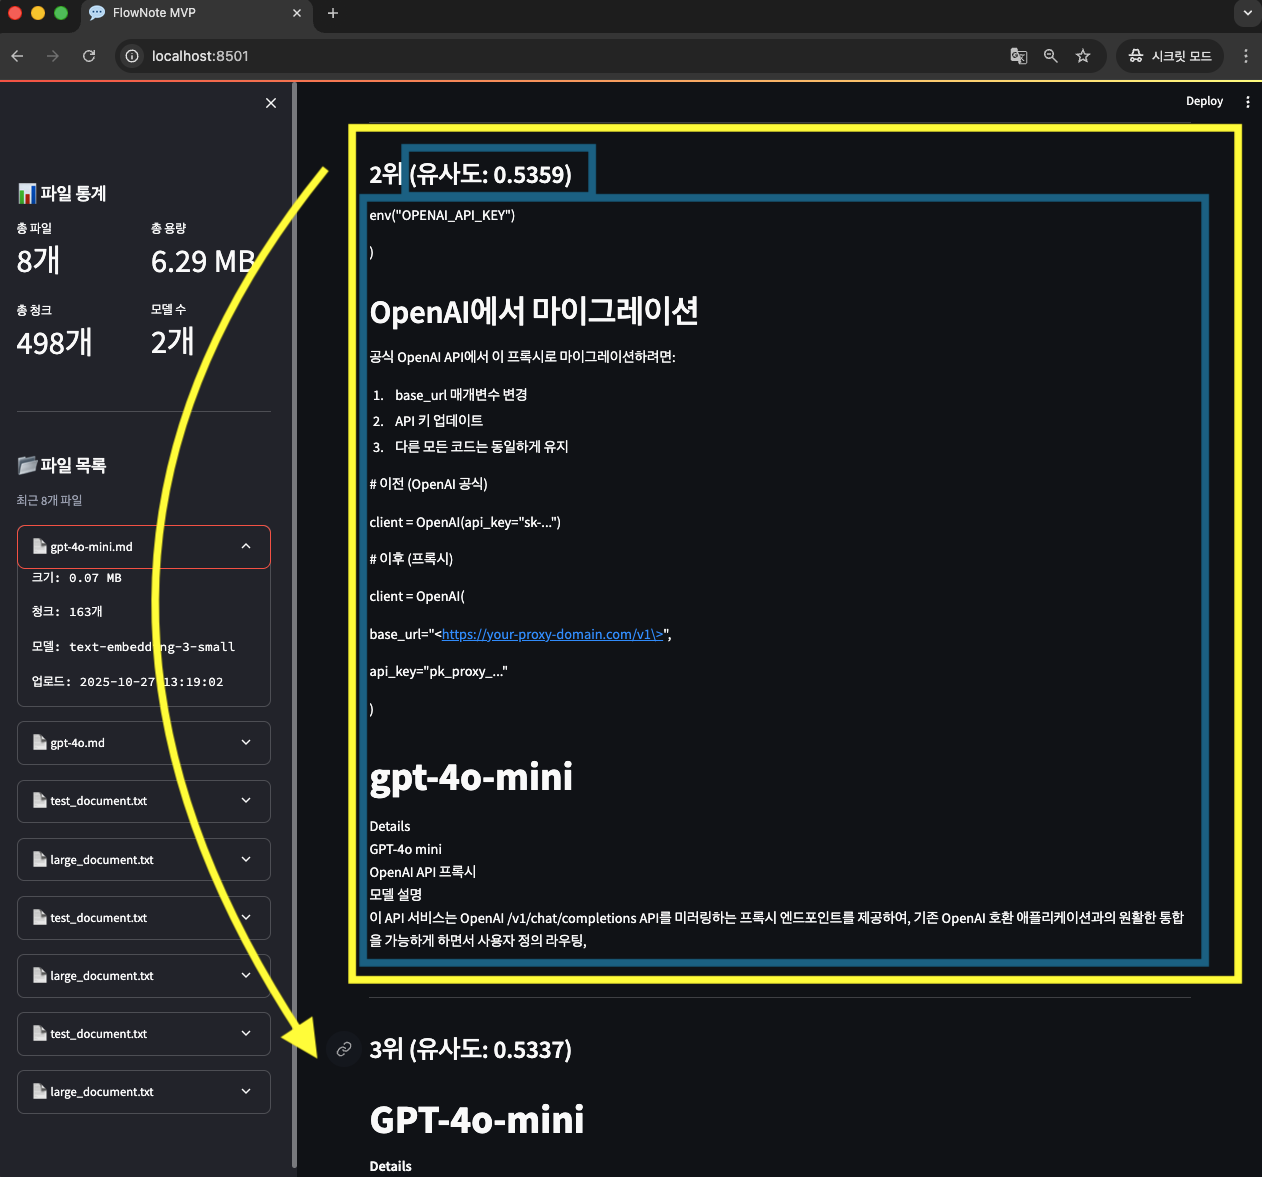 FlowNote MVP
localhost:8501
시크릿 모드
Deploy
📊 파일 통계
총 파일
8개
총 용량
6.29 MB
총 청크
498개
모델 수
2개
📂 파일 목록
최근 8개 파일
gpt-4o-mini.md
크기: 0.07 MB
청크: 163개
모델: text-embedding-3-small
업로드: 2025-10-27 13:19:02
gpt-4o.md
test_document.txt
large_document.txt
test_document.txt
large_document.txt
test_document.txt
large_document.txt
2위 (유사도: 0.5359)
env("OPENAI_API_KEY")
)
OpenAI에서 마이그레이션
공식 OpenAI API에서 이 프록시로 마이그레이션하려면:
1. base_url 매개변수 변경
2. API 키 업데이트
3. 다른 모든 코드는 동일하게 유지
# 이전 (OpenAI 공식)
client = OpenAI(api_key="sk-...")
# 이후 (프록시)
client = OpenAI(
base_url="<https://your-proxy-domain.com/v1\>",
api_key="pk_proxy_..."
)
gpt-4o-mini
Details
GPT-4o mini
OpenAI API 프록시
모델 설명
이 API 서비스는 OpenAI /v1/chat/completions API를 미러링하는 프록시 엔드포인트를 제공하여, 기존 OpenAI 호환 애플리케이션과의 원활한 통합
을 가능하게 하면서 사용자 정의 라우팅,
3위 (유사도: 0.5337)
GPT-4o-mini
Details